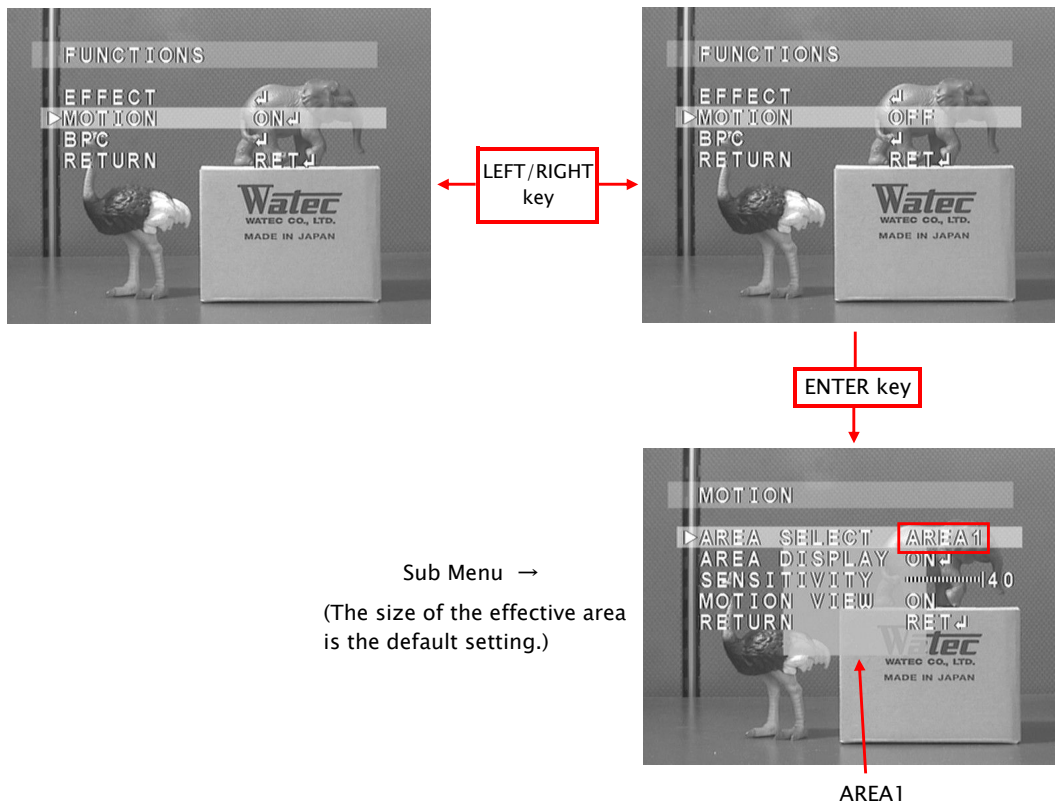 FUNCTIONS
EFFECT ↵
▷MOTION ON↵
BPC ↵
RETURN RET↵
Watec
WATEC CO., LTD.
MADE IN JAPAN
LEFT/RIGHT
key
FUNCTIONS
EFFECT ↵
▷MOTION OFF
BPC ↵
RETURN RET↵
Watec
WATEC CO., LTD.
MADE IN JAPAN
ENTER key
MOTION
▷AREA SELECT AREA1
AREA DISPLAY ON↵
SENSITIVITY 40
MOTION VIEW ON
RETURN RET↵
Watec
WATEC CO., LTD.
MADE IN JAPAN
Sub Menu →
(The size of the effective area
is the default setting.)
AREA1